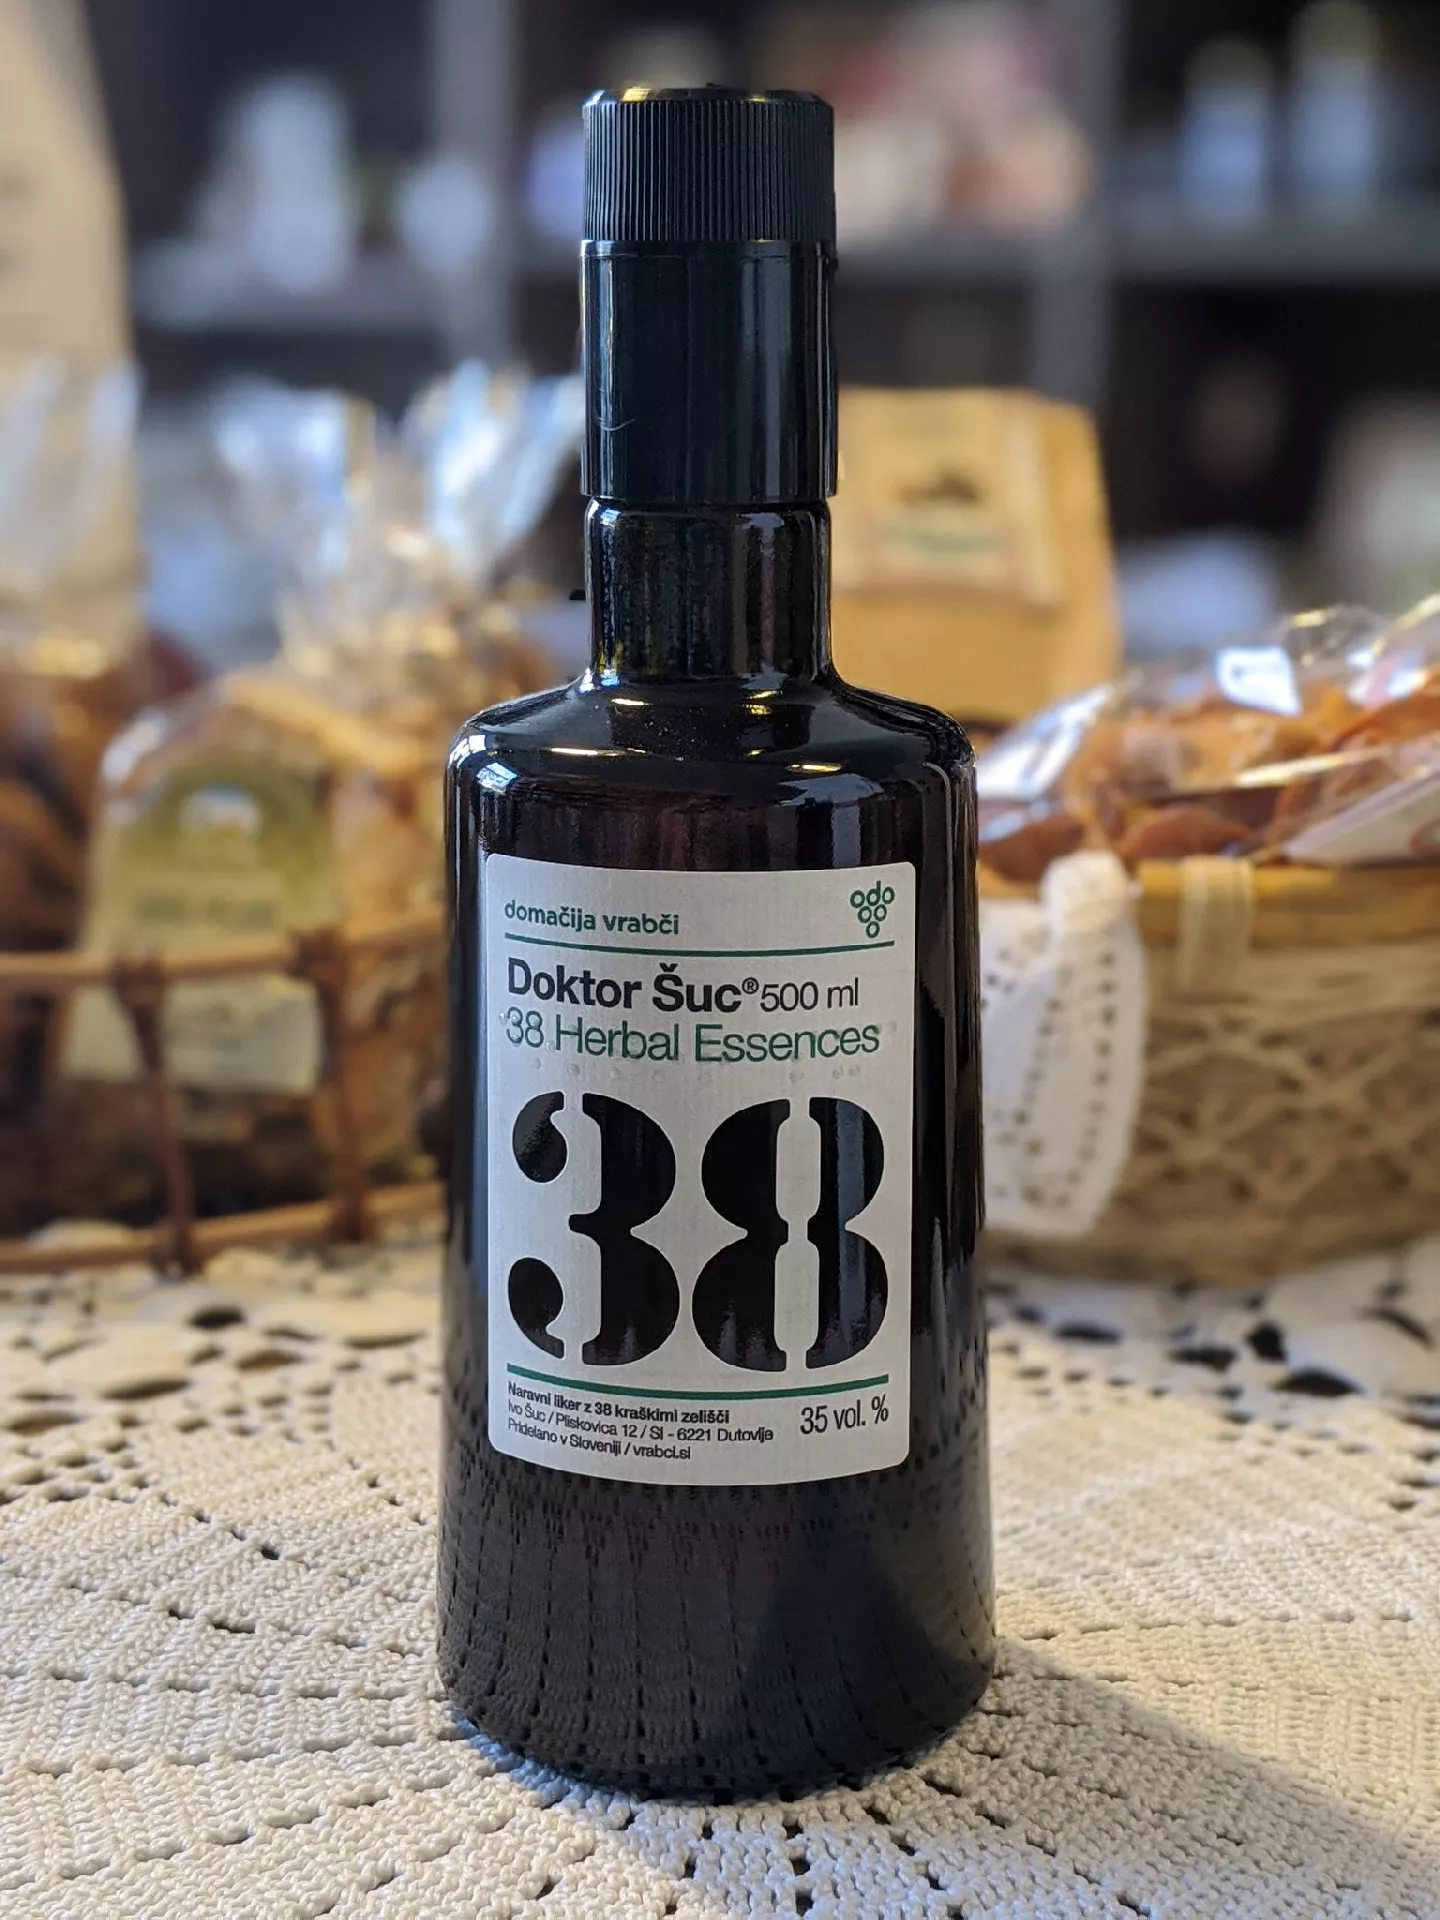 domačija vrabči
Doktor Šuc® 500 ml
38 Herbal Essences
38
Naravni liker z 38 kraškimi zelišči
Ivo Šuc / Pliskovica 12 / SI - 6221 Dutovlje
Pridelano v Sloveniji / vrabci.si
35 vol. %